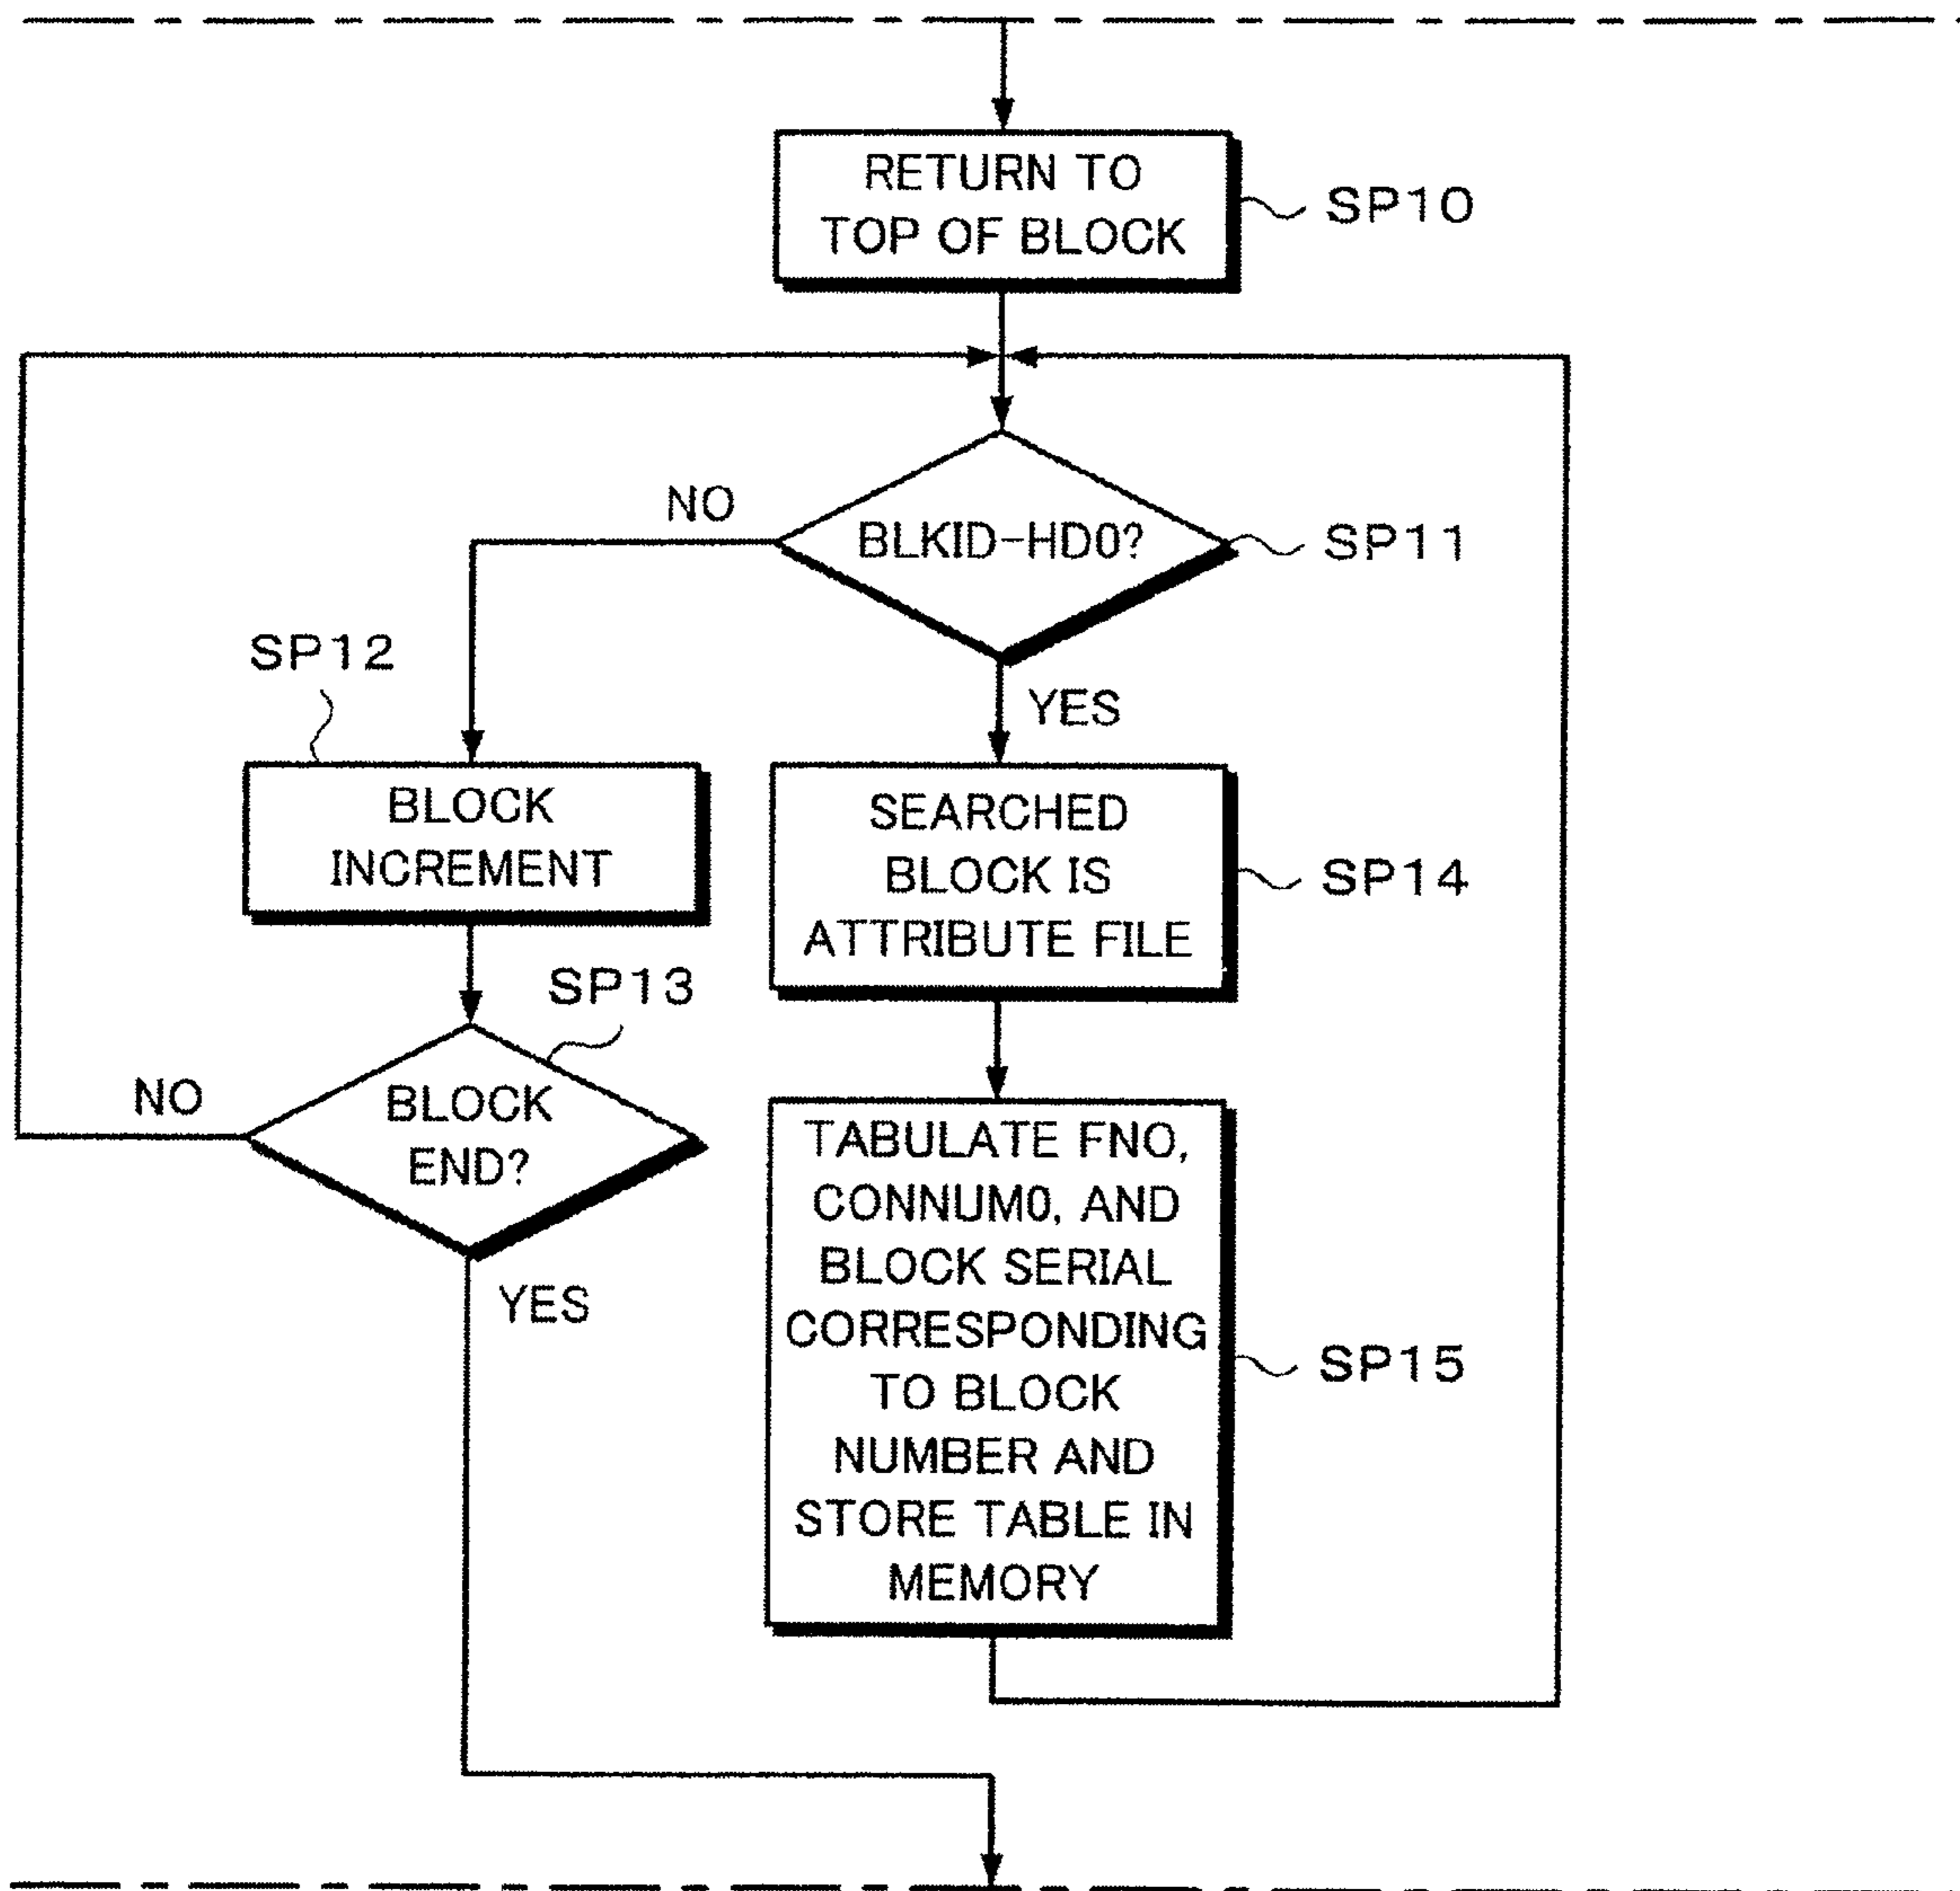 RETURN TO
TOP OF BLOCK
SP10
BLKID-HD0?
SP11
NO
YES
SP12
BLOCK
INCREMENT
SEARCHED
BLOCK IS
ATTRIBUTE FILE
SP14
SP13
BLOCK
END?
NO
YES
TABULATE FNO,
CONNUM0, AND
BLOCK SERIAL
CORRESPONDING
TO BLOCK
NUMBER AND
STORE TABLE IN
MEMORY
SP15